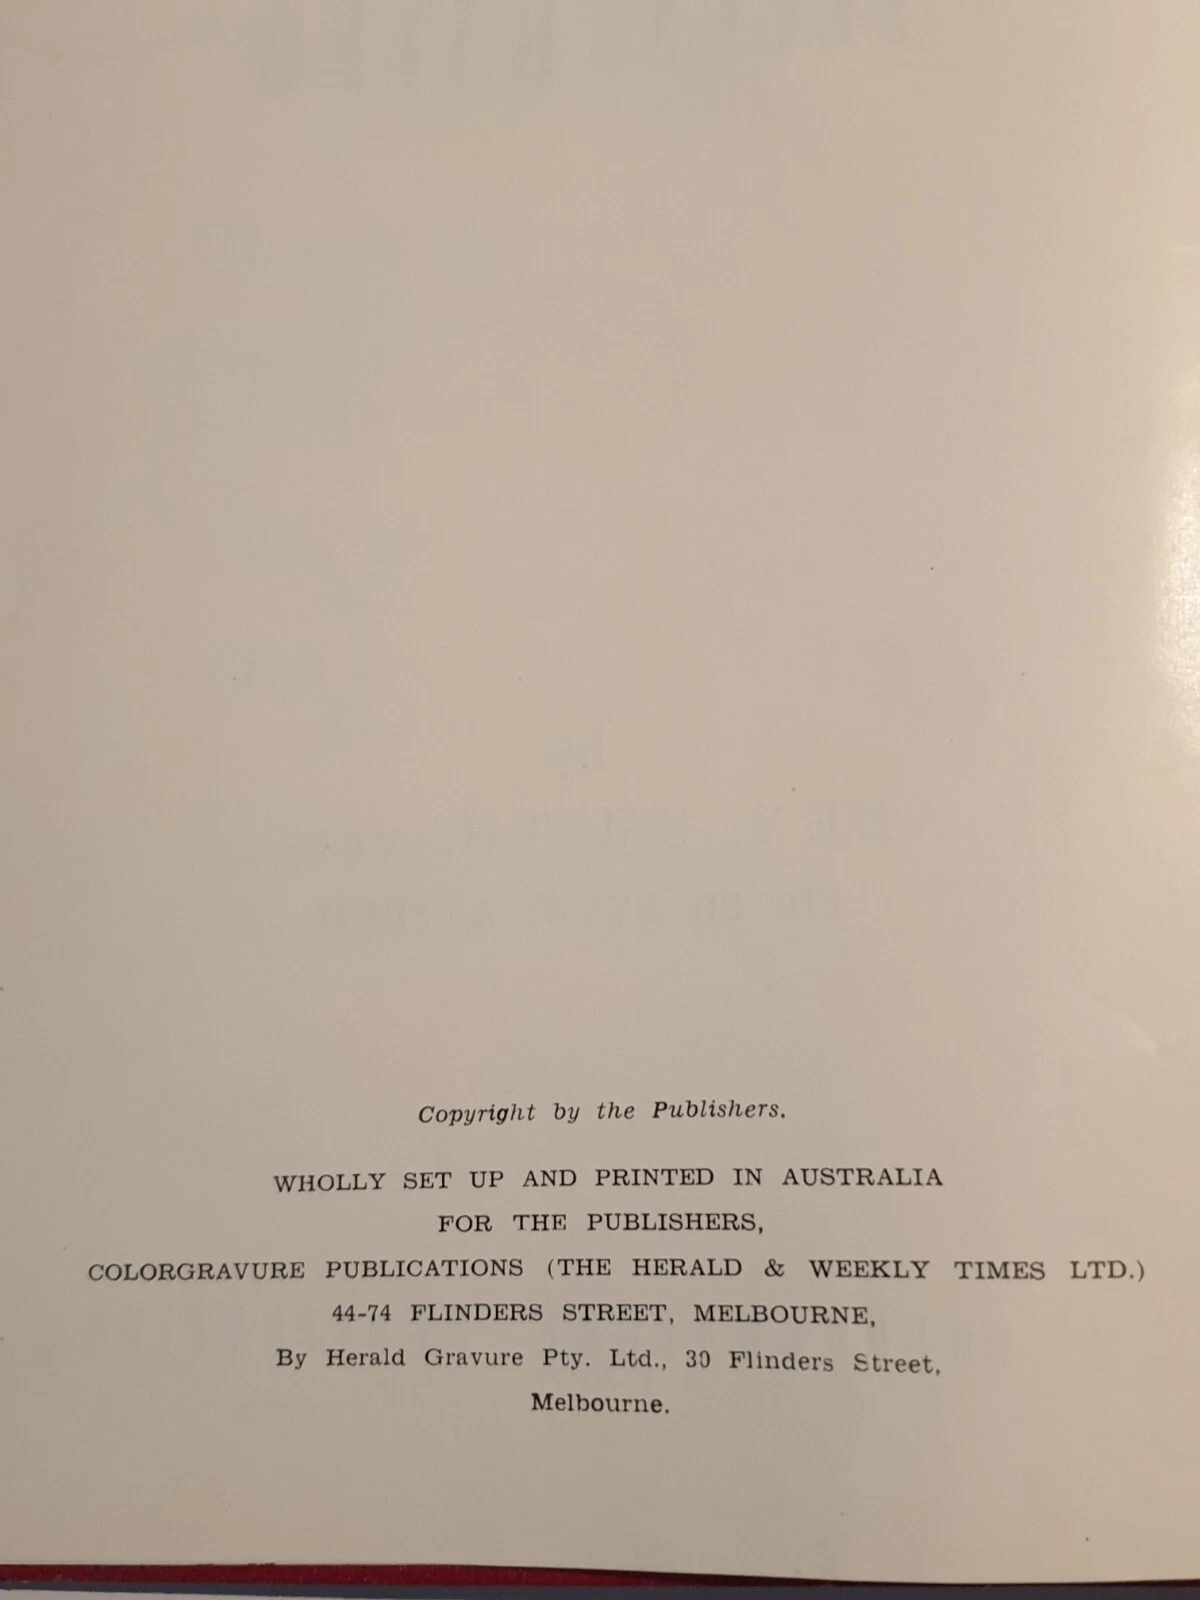 Copyright by the Publishers.
WHOLLY SET UP AND PRINTED IN AUSTRALIA
FOR THE PUBLISHERS,
COLORGRAVURE PUBLICATIONS (THE HERALD & WEEKLY TIMES LTD.)
44-74 FLINDERS STREET, MELBOURNE,
By Herald Gravure Pty. Ltd., 30 Flinders Street,
Melbourne.